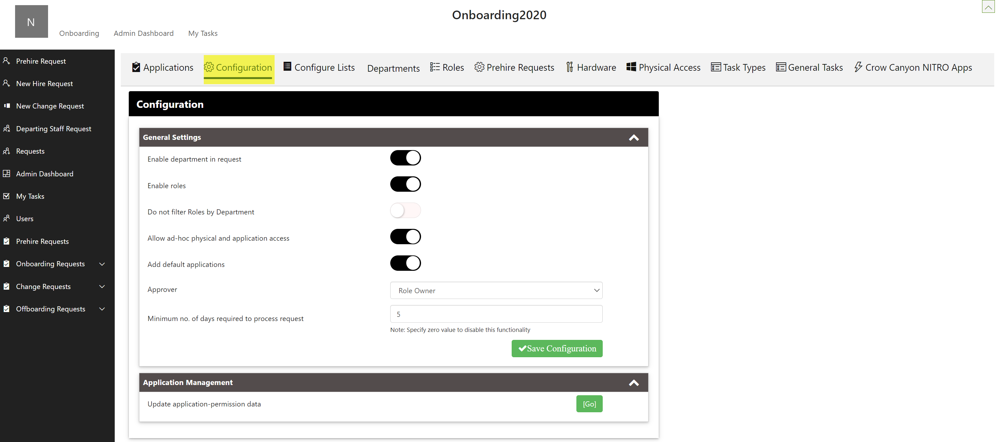 Onboarding2020
N
Onboarding Admin Dashboard My Tasks
Prehire Request
New Hire Request
New Change Request
Departing Staff Request
Requests
Admin Dashboard
My Tasks
Users
Prehire Requests
Onboarding Requests
Change Requests
Offboarding Requests
Applications Configuration Configure Lists Departments Roles Prehire Requests Hardware Physical Access Task Types General Tasks Crow Canyon NITRO Apps
Configuration
General Settings
Enable department in request
Enable roles
Do not filter Roles by Department
Allow ad-hoc physical and application access
Add default applications
Approver Role Owner
Minimum no. of days required to process request 5
Note: Specify zero value to disable this functionality
Save Configuration
Application Management
Update application-permission data [Go]